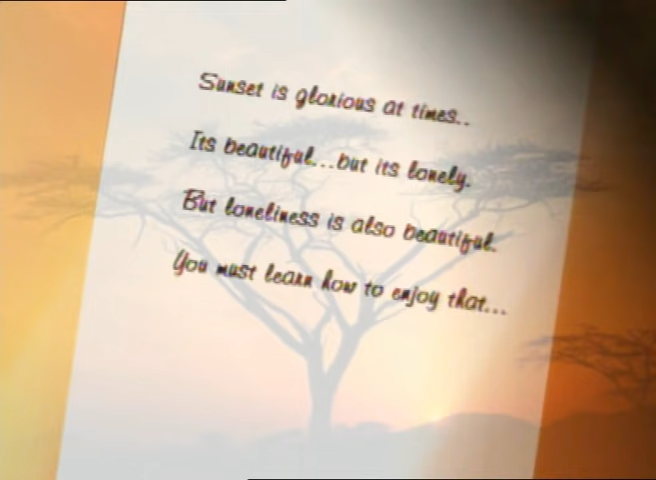 Sunset is glorious at times..
Its beautiful...but its lonely.
But loneliness is also beautiful.
You must learn how to enjoy that...